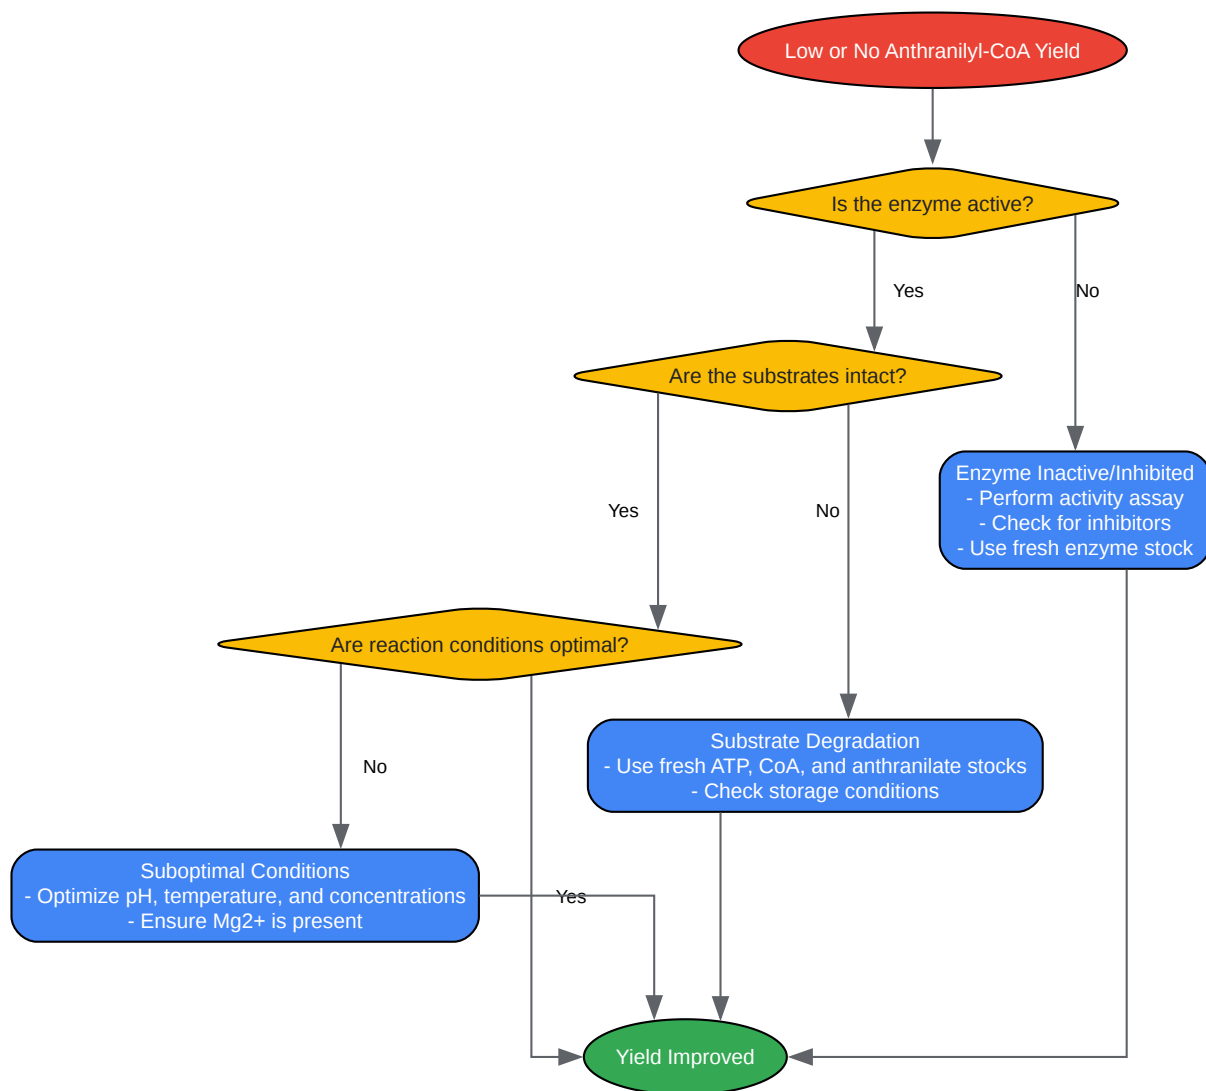 Low or No Anthranilyl-CoA Yield
Is the enzyme active?
Yes
No
Are the substrates intact?
Enzyme Inactive/Inhibited
- Perform activity assay
- Check for inhibitors
- Use fresh enzyme stock
Yes
No
Are reaction conditions optimal?
Substrate Degradation
- Use fresh ATP, CoA, and anthranilate stocks
- Check storage conditions
No
Suboptimal Conditions
- Optimize pH, temperature, and concentrations
- Ensure Mg2+ is present
Yes
Yield Improved